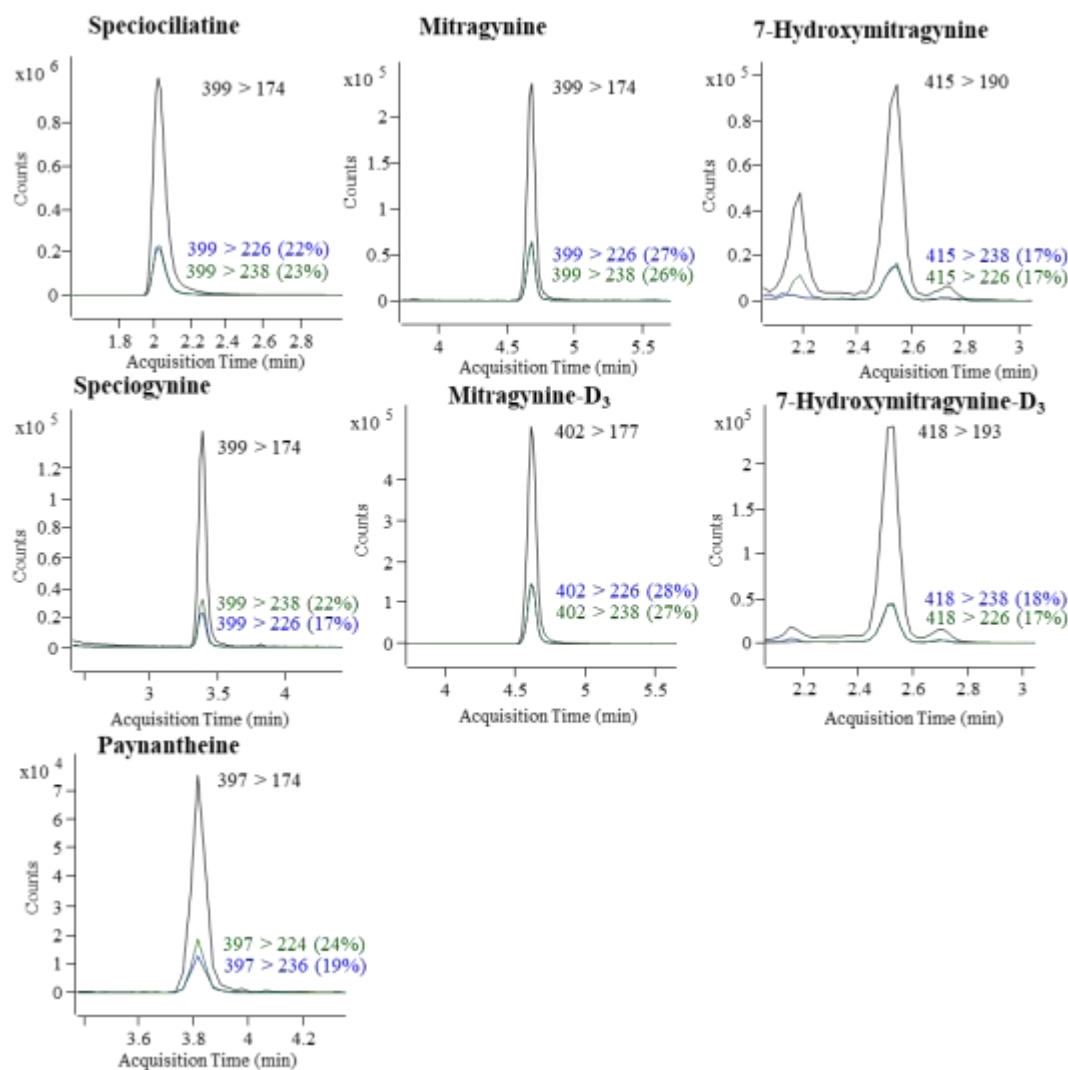 Speciociliatine
x10 6
399 > 174
0.8
0.6
0.4
0.2
0
Counts
399 > 226 (22%)
399 > 238 (23%)
1.8 2 2.2 2.4 2.6 2.8
Acquisition Time (min)
Mitragynine
x10 5
399 > 174
2
1.5
1
0.5
0
Counts
399 > 226 (27%)
399 > 238 (26%)
4 4.5 5 5.5
Acquisition Time (min)
7-Hydroxymitragynine
x10 5
415 > 190
0.8
0.6
0.4
0.2
0
Counts
415 > 238 (17%)
415 > 226 (17%)
2.2 2.4 2.6 2.8 3
Acquisition Time (min)
Speciogynine
x10 5
399 > 174
1.2
1
0.8
0.6
0.4
0.2
0
Counts
399 > 238 (22%)
399 > 226 (17%)
3 3.5 4
Acquisition Time (min)
Mitragynine-D3
x10 5
402 > 177
4
3
2
1
0
Counts
402 > 226 (28%)
402 > 238 (27%)
4 4.5 5 5.5
Acquisition Time (min)
7-Hydroxymitragynine-D3
x10 5
418 > 193
2
1.5
1
0.5
0
Counts
418 > 238 (18%)
418 > 226 (17%)
2.2 2.4 2.6 2.8 3
Acquisition Time (min)
Paynantheine
x10 4
397 > 174
7
6
5
4
3
2
1
0
Counts
397 > 224 (24%)
397 > 236 (19%)
3.6 3.8 4 4.2
Acquisition Time (min)